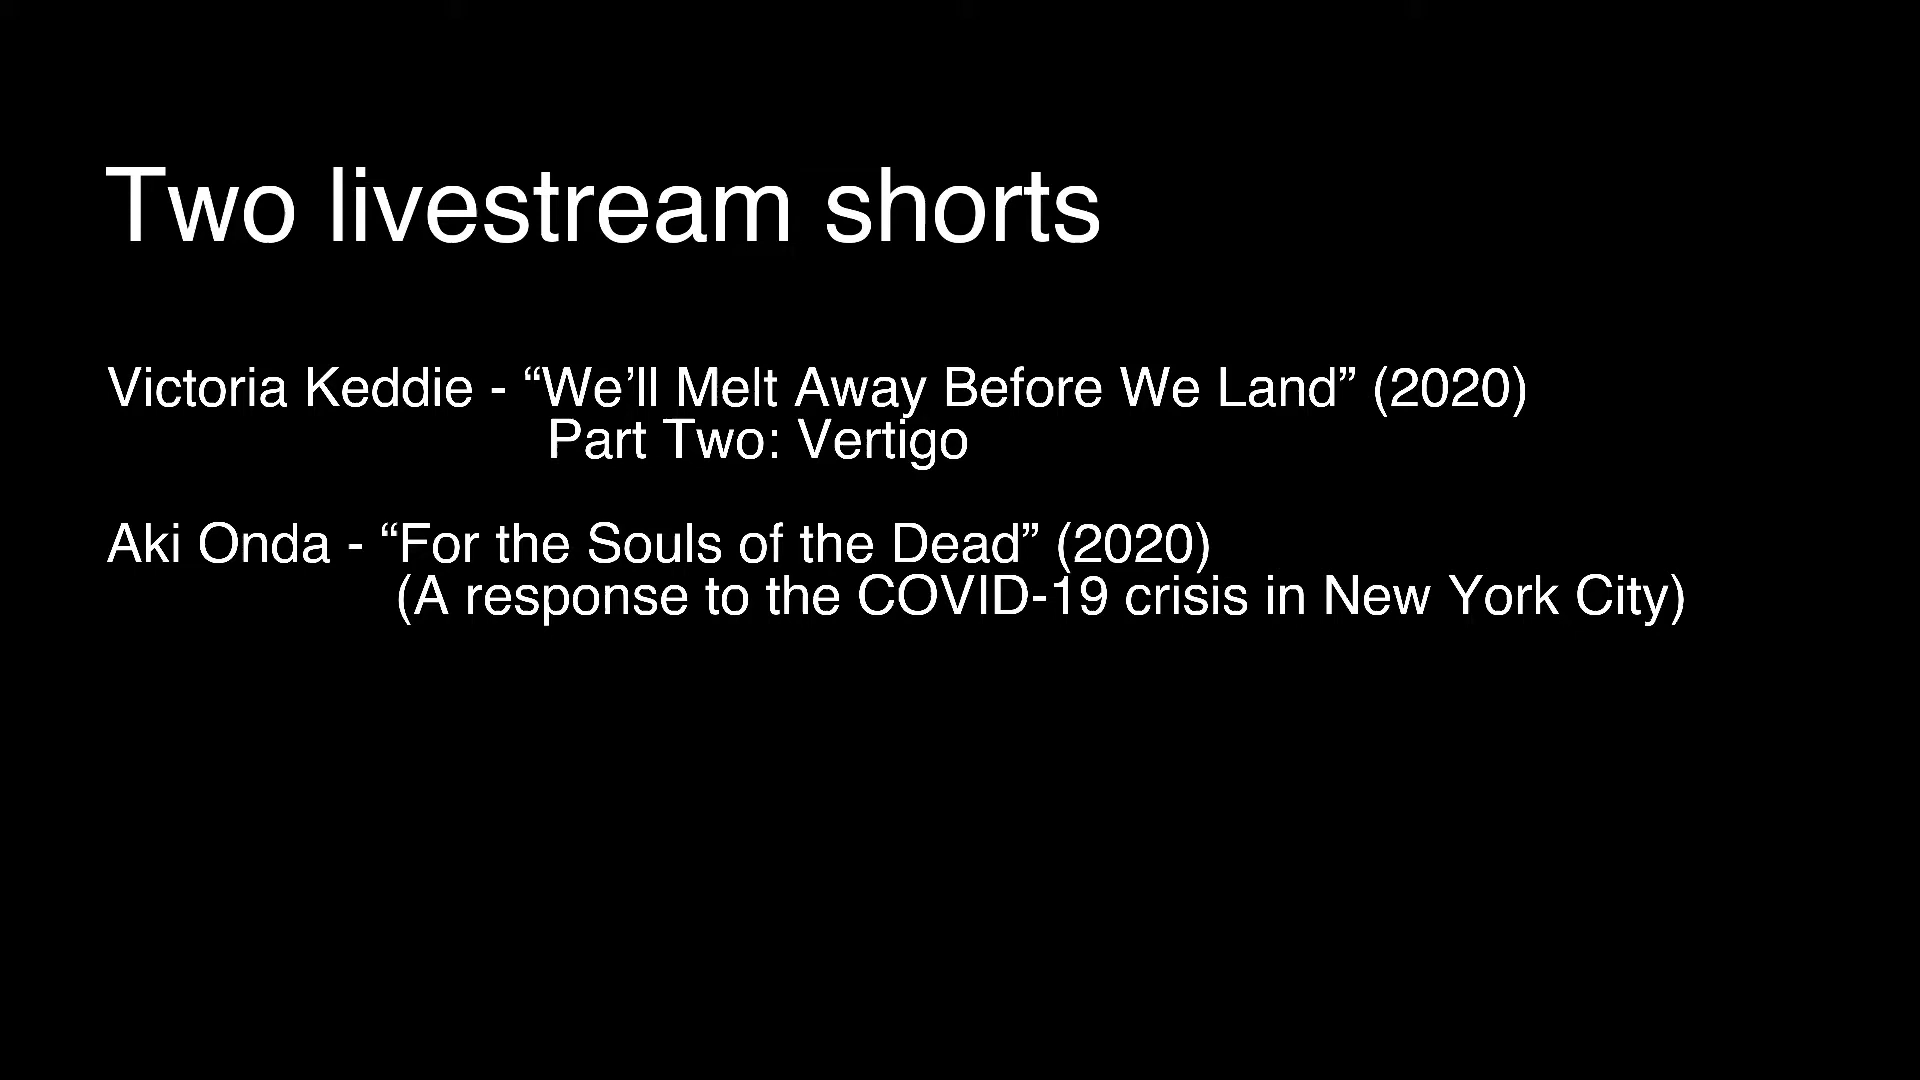 Two livestream shorts
Victoria Keddie - “We’ll Melt Away Before We Land” (2020)
Part Two: Vertigo
Aki Onda - “For the Souls of the Dead” (2020)
(A response to the COVID-19 crisis in New York City)